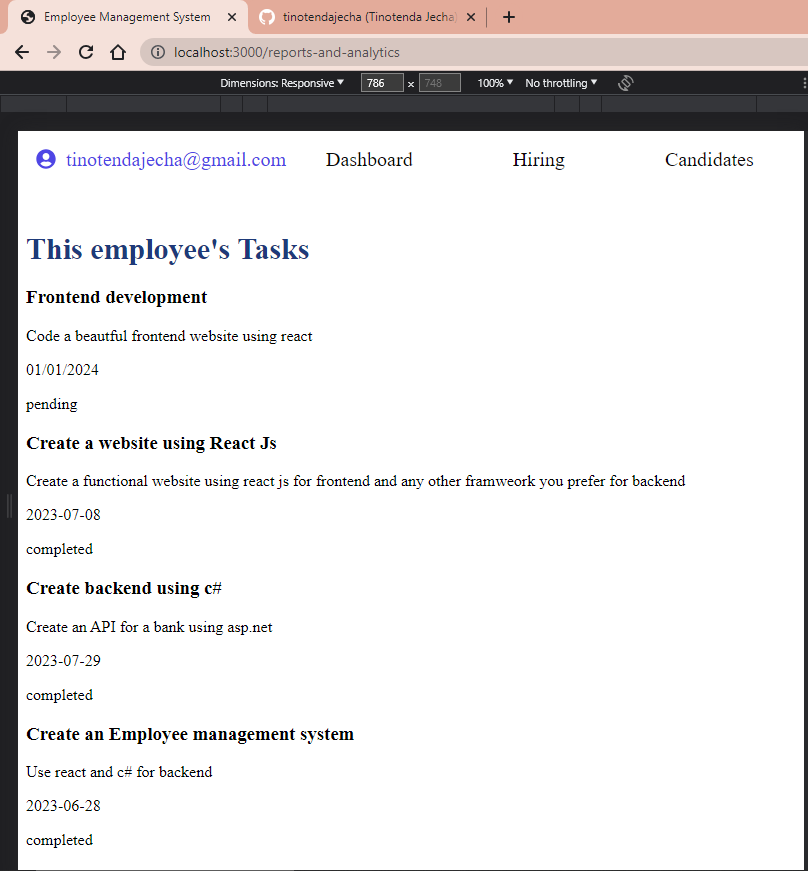 Employee Management System
tinotendajecha (Tinotenda Jecha)
localhost:3000/reports-and-analytics
Dimensions: Responsive 786 × 748 100% No throttling
tinotendajecha@gmail.com Dashboard Hiring Candidates
This employee's Tasks
Frontend development
Code a beautful frontend website using react
01/01/2024
pending
Create a website using React Js
Create a functional website using react js for frontend and any other framweork you prefer for backend
2023-07-08
completed
Create backend using c#
Create an API for a bank using asp.net
2023-07-29
completed
Create an Employee management system
Use react and c# for backend
2023-06-28
completed